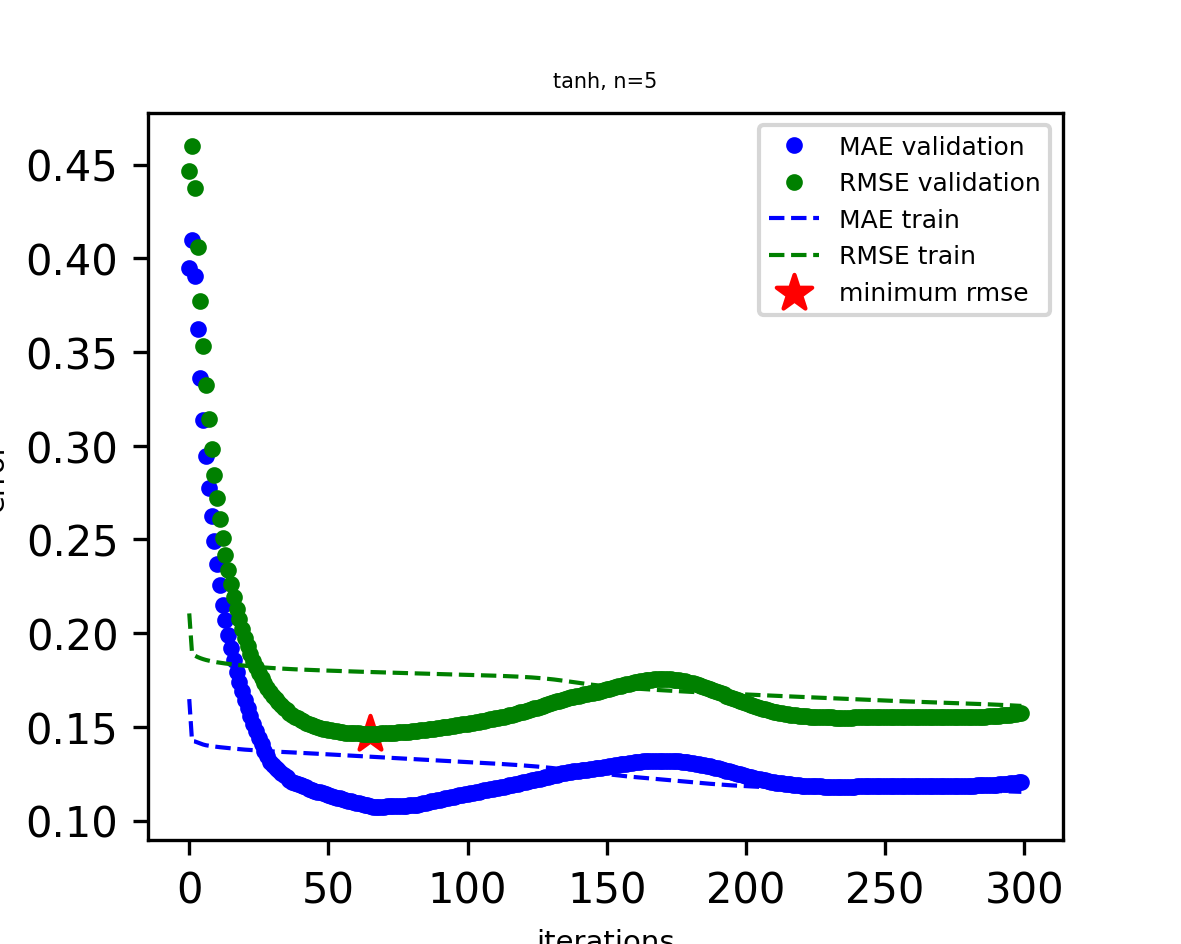 tanh, n=5
0.45
0.40
0.35
0.30
0.25
0.20
0.15
0.10
MAE validation
RMSE validation
MAE train
RMSE train
minimum rmse
0 50 100 150 200 250 300
iterations